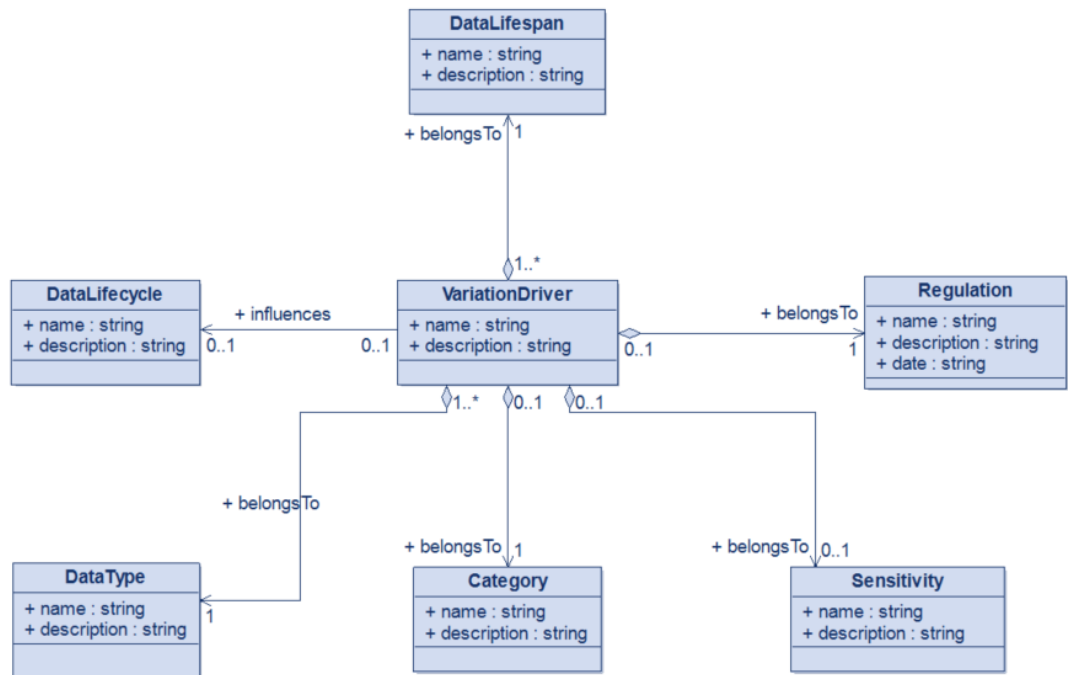 DataLifespan
+ name : string
+ description : string
+ belongsTo
1
1..*
DataLifecycle
+ name : string
+ description : string
+ influences
0..1
0..1
VariationDriver
+ name : string
+ description : string
+ belongsTo
0..1
1
Regulation
+ name : string
+ description : string
+ date : string
1..*
0..1
0..1
+ belongsTo
1
DataType
+ name : string
+ description : string
+ belongsTo
1
Category
+ name : string
+ description : string
+ belongsTo
0..1
Sensitivity
+ name : string
+ description : string